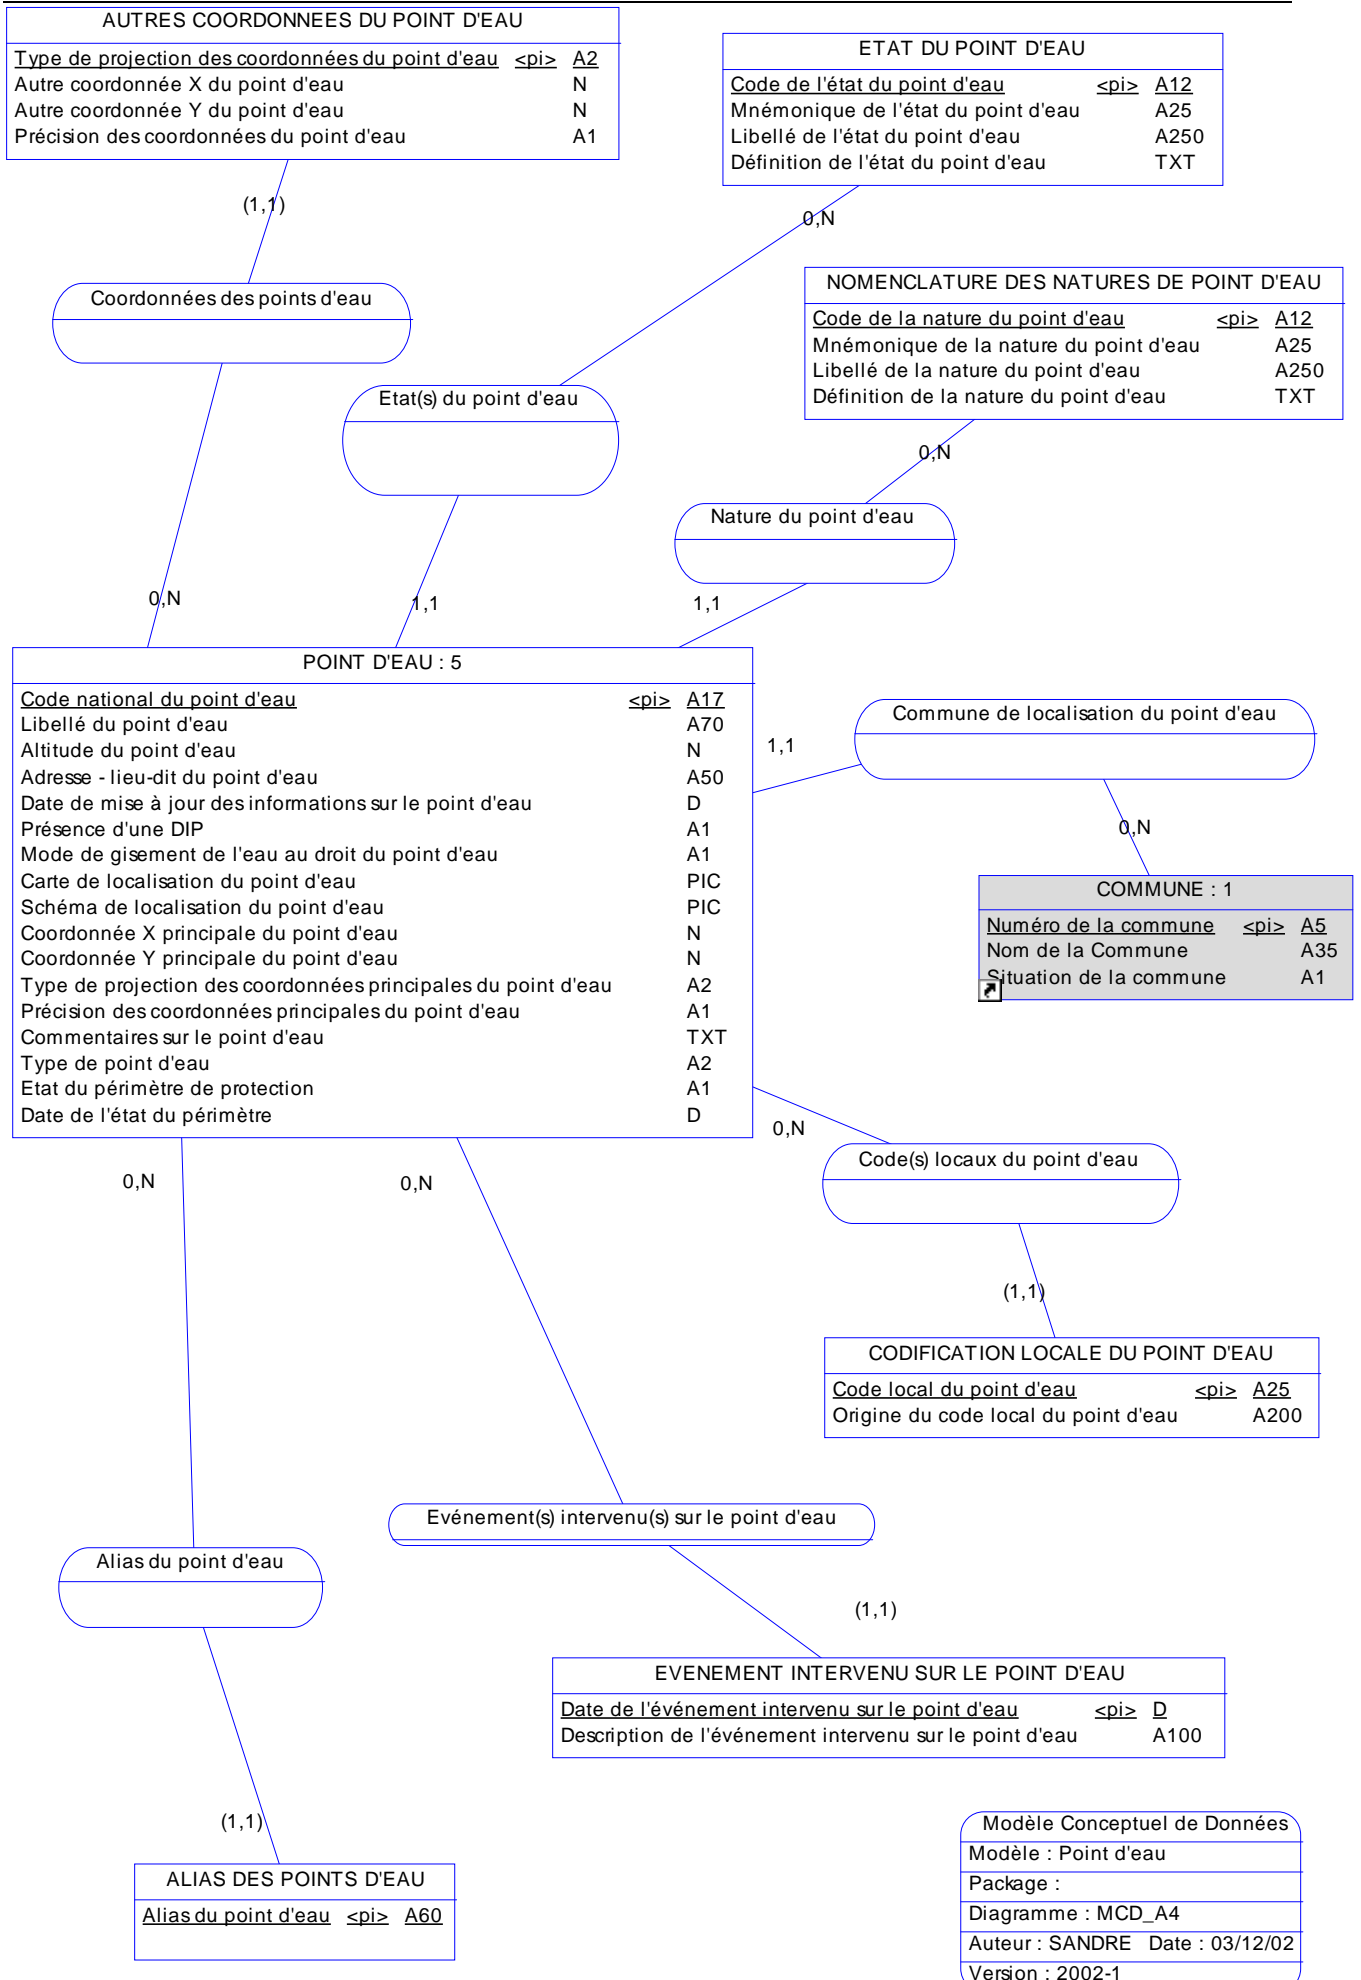 AUTRES COORDONNEES DU POINT D'EAU
Type de projection des coordonnées du point d'eau <pi> A2
Autre coordonnée X du point d'eau N
Autre coordonnée Y du point d'eau N
Précision des coordonnées du point d'eau A1
ETAT DU POINT D'EAU
Code de l'état du point d'eau <pi> A12
Mnémonique de l'état du point d'eau A25
Libellé de l'état du point d'eau A250
Définition de l'état du point d'eau TXT
(1,1)
0,N
NOMENCLATURE DES NATURES DE POINT D'EAU
Code de la nature du point d'eau <pi> A12
Mnémonique de la nature du point d'eau A25
Libellé de la nature du point d'eau A250
Définition de la nature du point d'eau TXT
Coordonnées des points d'eau
Etat(s) du point d'eau
0,N
Nature du point d'eau
0,N
1,1
1,1
POINT D'EAU : 5
Code national du point d'eau <pi> A17
Libellé du point d'eau A70
Altitude du point d'eau N
Adresse - lieu-dit du point d'eau A50
Date de mise à jour des informations sur le point d'eau D
Présence d'une DIP A1
Mode de gisement de l'eau au droit du point d'eau A1
Carte de localisation du point d'eau PIC
Schéma de localisation du point d'eau PIC
Coordonnée X principale du point d'eau N
Coordonnée Y principale du point d'eau N
Type de projection des coordonnées principales du point d'eau A2
Précision des coordonnées principales du point d'eau A1
Commentaires sur le point d'eau TXT
Type de point d'eau A2
Etat du périmètre de protection A1
Date de l'état du périmètre D
Commune de localisation du point d'eau
1,1
0,N
COMMUNE : 1
Numéro de la commune <pi> A5
Nom de la Commune A35
Situation de la commune A1
0,N
Code(s) locaux du point d'eau
0,N
0,N
(1,1)
CODIFICATION LOCALE DU POINT D'EAU
Code local du point d'eau <pi> A25
Origine du code local du point d'eau A200
Evénement(s) intervenu(s) sur le point d'eau
Alias du point d'eau
(1,1)
EVENEMENT INTERVENU SUR LE POINT D'EAU
Date de l'événement intervenu sur le point d'eau <pi> D
Description de l'événement intervenu sur le point d'eau A100
(1,1)
ALIAS DES POINTS D'EAU
Alias du point d'eau <pi> A60
Modèle Conceptuel de Données
Modèle : Point d'eau
Package :
Diagramme : MCD_A4
Auteur : SANDRE Date : 03/12/02
Version : 2002-1